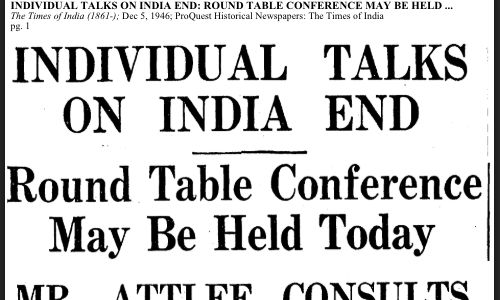 INDIVIDUAL TALKS ON INDIA END: ROUND TABLE CONFERENCE MAY BE HELD ...
The Times of India (1861-); Dec 5, 1946; ProQuest Historical Newspapers: The Times of India
pg. 1
INDIVIDUAL TALKS
ON INDIA END
Round Table Conference
May Be Held Today
MR. ATTLEE CONSULTS